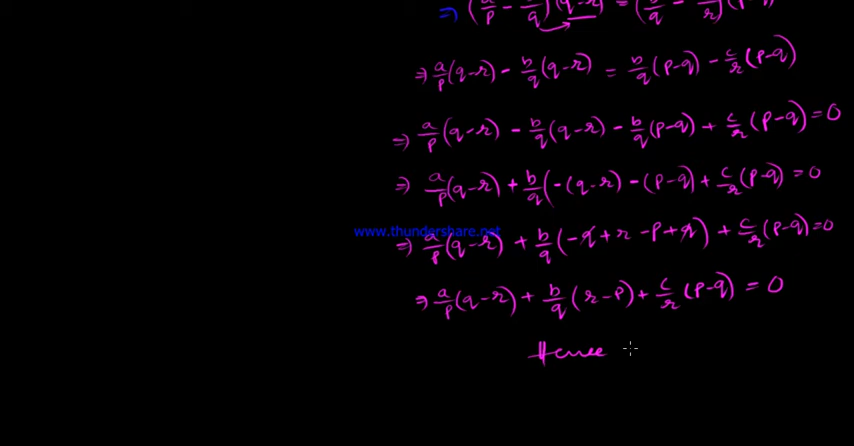 ⇒ (a/p - b/q)(q-r) = (b/q - c/r)(p-q)
⇒ a/p (q-r) - b/q (q-r) = b/q (p-q) - c/r (p-q)
⇒ a/p (q-r) - b/q (q-r) - b/q (p-q) + c/r (p-q) = 0
⇒ a/p (q-r) + b/q (-(q-r) - (p-q) + c/r (p-q) = 0
www.thundershare.net
⇒ a/p (q-r) + b/q (-q+r-p+q) + c/r (p-q) = 0
⇒ a/p (q-r) + b/q (r-p) + c/r (p-q) = 0
Hence